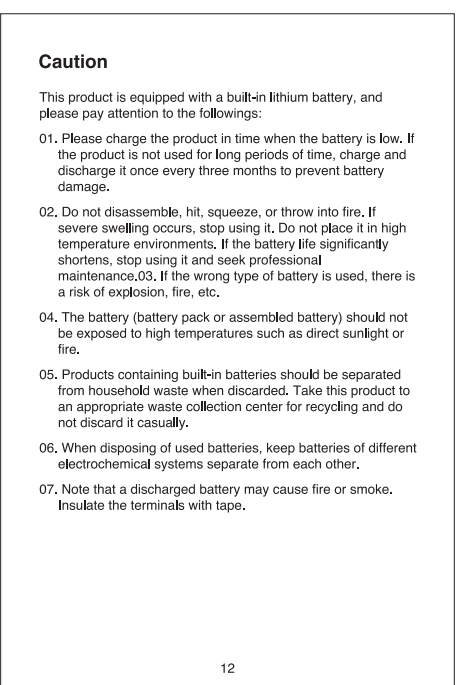 Caution
This product is equipped with a built-in lithium battery, and
please pay attention to the followings:
01. Please charge the product in time when the battery is low. If
the product is not used for long periods of time, charge and
discharge it once every three months to prevent battery
damage.
02. Do not disassemble, hit, squeeze, or throw into fire. If
severe swelling occurs, stop using it. Do not place it in high
temperature environments. If the battery life significantly
shortens, stop using it and seek professional
maintenance.03. If the wrong type of battery is used, there is
a risk of explosion, fire, etc.
04. The battery (battery pack or assembled battery) should not
be exposed to high temperatures such as direct sunlight or
fire.
05. Products containing built-in batteries should be separated
from household waste when discarded. Take this product to
an appropriate waste collection center for recycling and do
not discard it casually.
06. When disposing of used batteries, keep batteries of different
electrochemical systems separate from each other.
07. Note that a discharged battery may cause fire or smoke.
Insulate the terminals with tape.
12